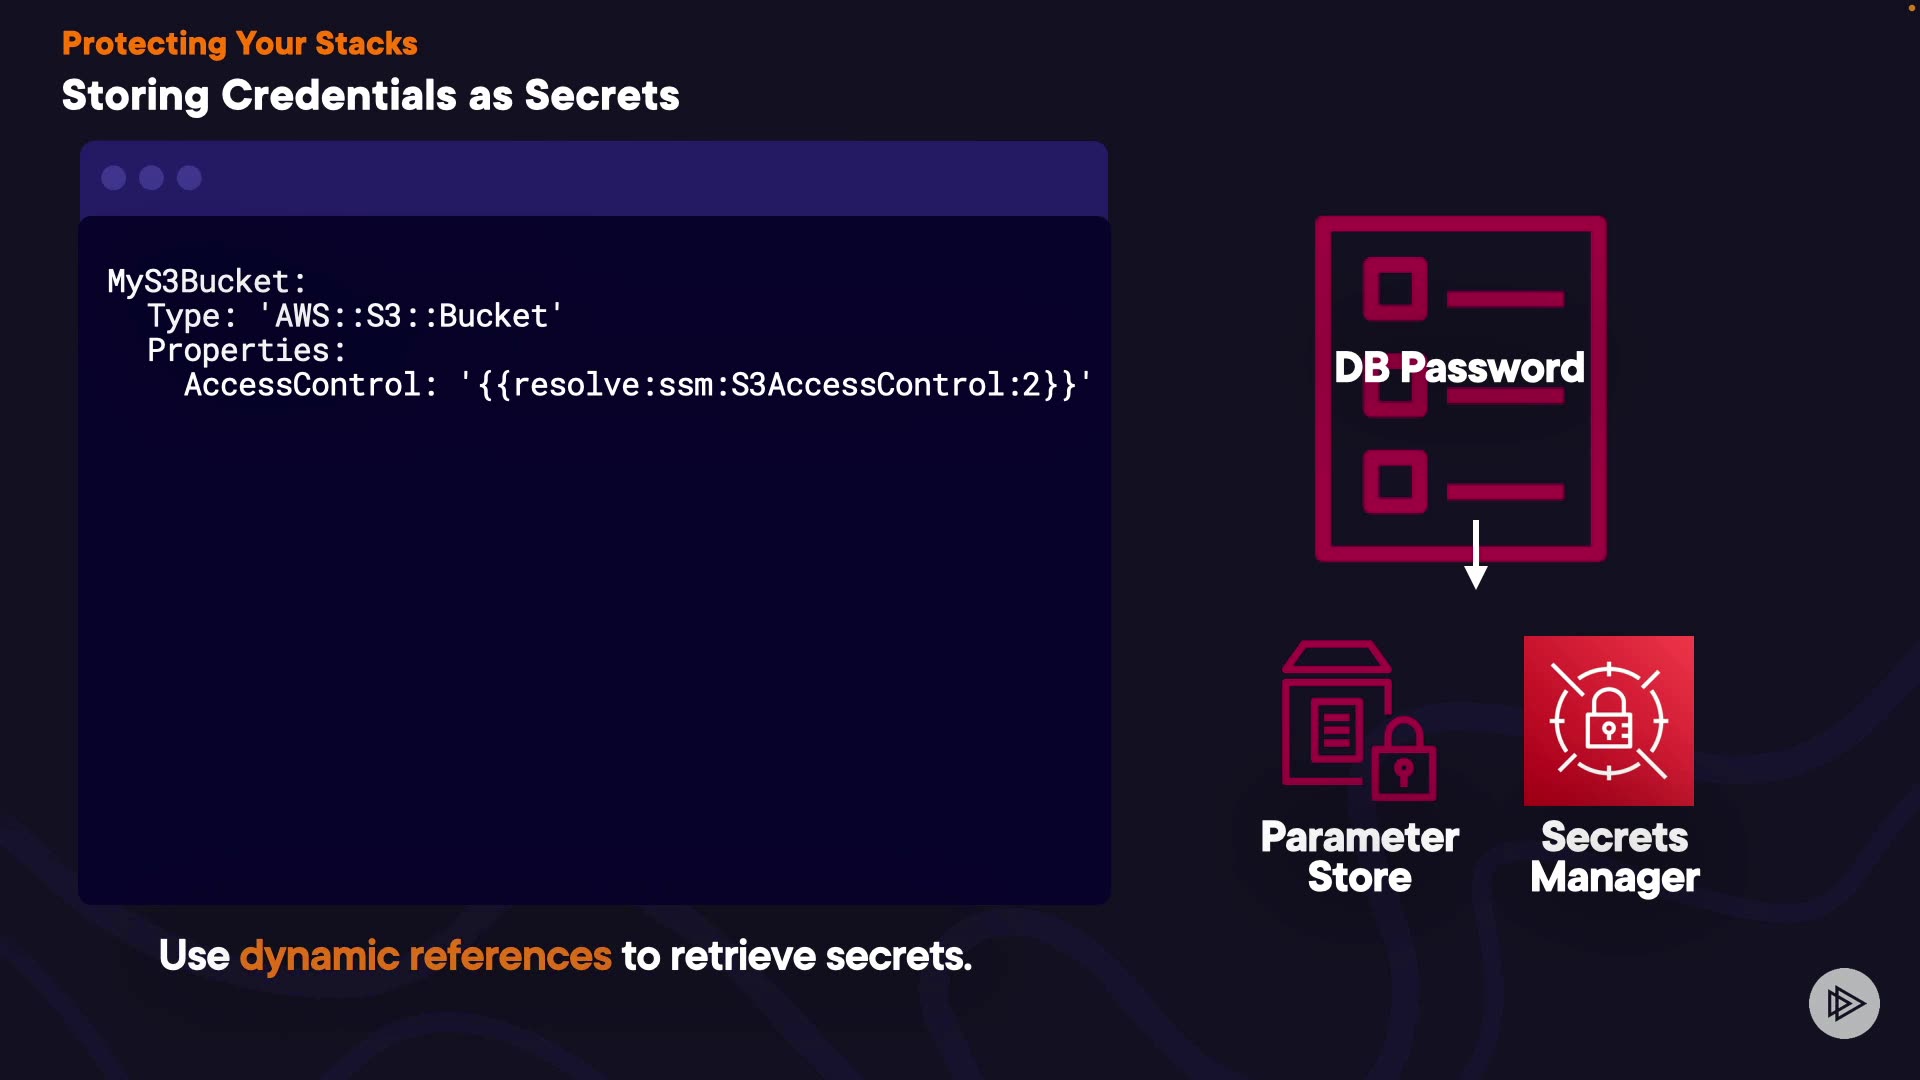 Protecting Your Stacks
Storing Credentials as Secrets
MyS3Bucket:
Type: 'AWS::S3::Bucket'
Properties:
AccessControl: '{{resolve:ssm:S3AccessControl:2}}'
DB Password
Parameter
Store
Secrets
Manager
Use dynamic references to retrieve secrets.